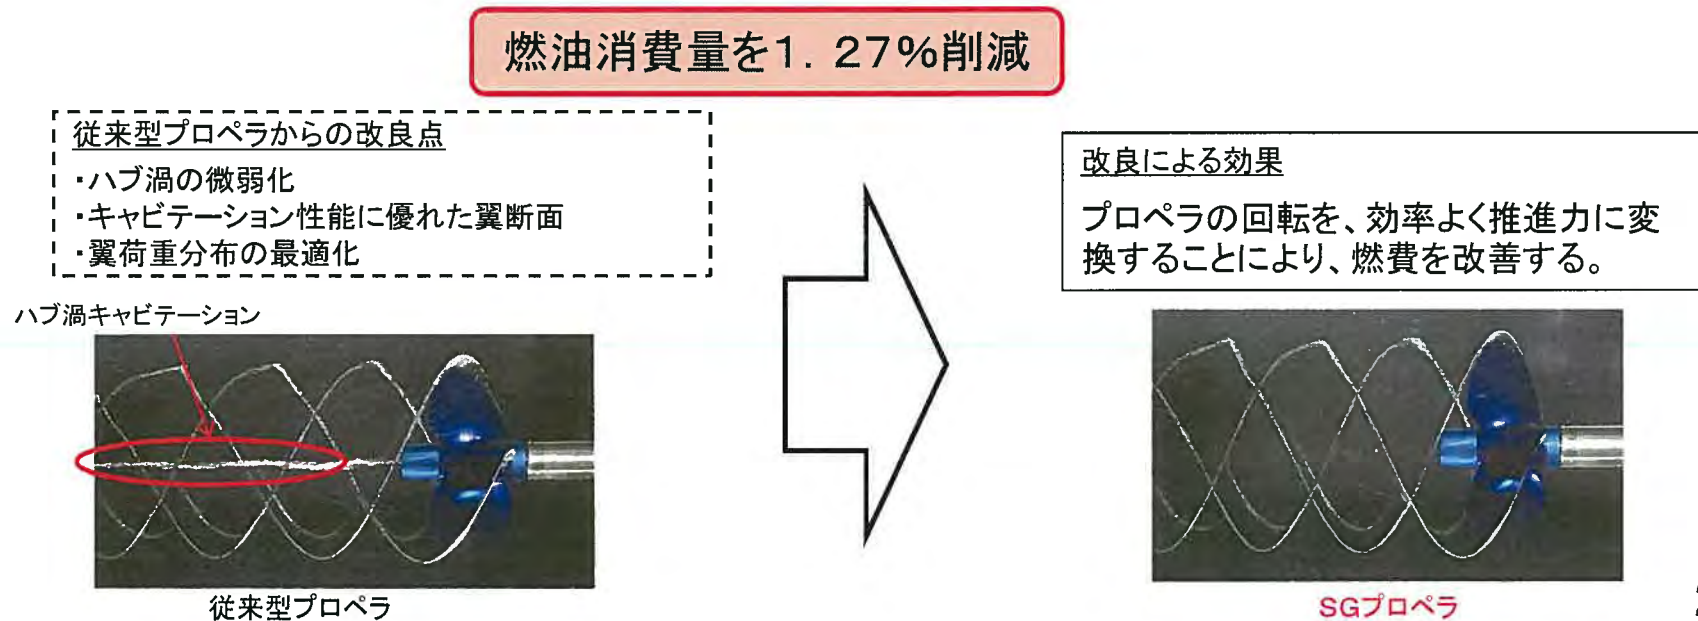 燃油消費量を1．27%削減
従来型プロペラからの改良点
・ハブ渦の微弱化
・キャビテーション性能に優れた翼断面
・翼荷重分布の最適化
改良による効果
プロペラの回転を、効率よく推進力に変
換することにより、燃費を改善する。
ハブ渦キャビテーション
従来型プロペラ
SGプロペラ